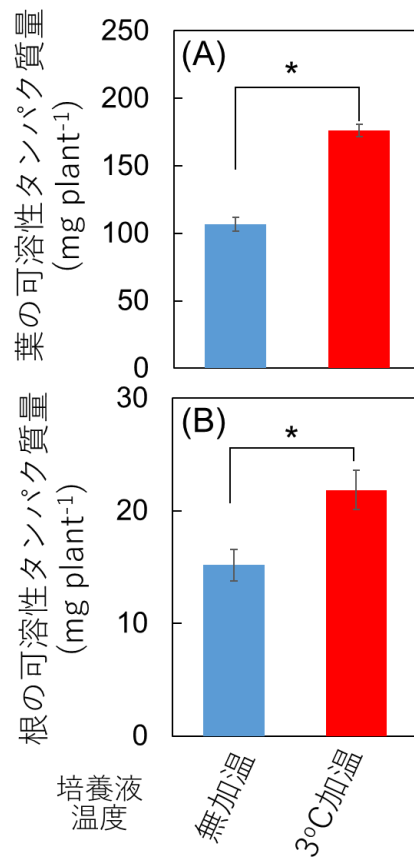 葉の可溶性タンパク質量
(mg plant⁻¹)
250
200
150
100
50
0
(A)
*
根の可溶性タンパク質量
(mg plant⁻¹)
30
20
10
0
(B)
*
培養液
温度
無加温
3℃加温